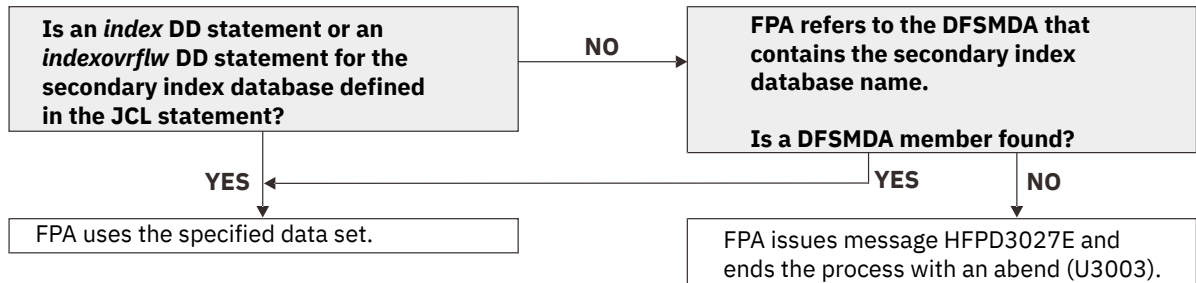 Is an index DD statement or an
indexovrflw DD statement for the
secondary index database defined
in the JCL statement?
NO
FPA refers to the DFSMDA that
contains the secondary index
database name.
Is a DFSMDA member found?
YES
YES
NO
FPA uses the specified data set.
FPA issues message HFPD3027E and
ends the process with an abend (U3003).